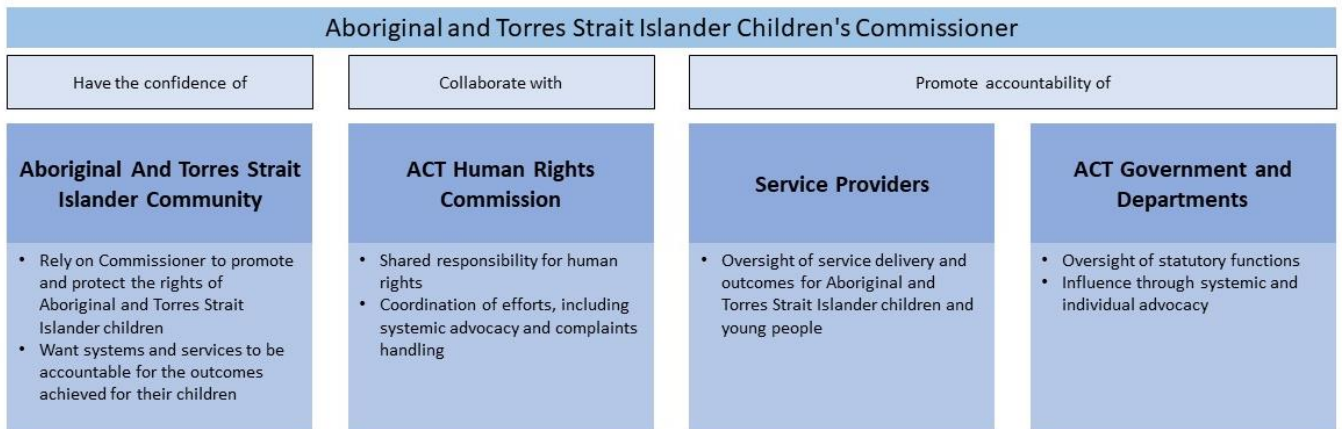 Aboriginal and Torres Strait Islander Children's Commissioner
Have the confidence of
Collaborate with
Promote accountability of
Aboriginal And Torres Strait
Islander Community
• Rely on Commissioner to promote
and protect the rights of
Aboriginal and Torres Strait
Islander children
• Want systems and services to be
accountable for the outcomes
achieved for their children
ACT Human Rights
Commission
• Shared responsibility for human
rights
• Coordination of efforts, including
systemic advocacy and complaints
handling
Service Providers
• Oversight of service delivery and
outcomes for Aboriginal and
Torres Strait Islander children and
young people
ACT Government and
Departments
• Oversight of statutory functions
• Influence through systemic and
individual advocacy